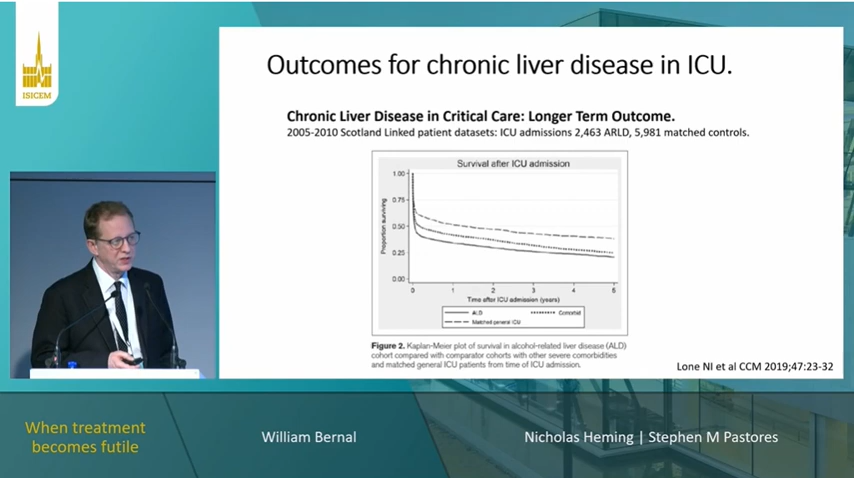 ISICEM
Outcomes for chronic liver disease in ICU.
Chronic Liver Disease in Critical Care: Longer Term Outcome.
2005-2010 Scotland Linked patient datasets: ICU admissions 2,463 ARLD, 5,981 matched controls.
Survival after ICU admission
Proportion surviving
1.00
0.75
0.50
0.25
0.00
0 1 2 3 4 5
Time after ICU admission (years)
ALD
Comorbid
Matched general ICU
Figure 2. Kaplan-Meier plot of survival in alcohol-related liver disease (ALD)
cohort compared with comparator cohorts with other severe comorbidities
and matched general ICU patients from time of ICU admission.
Lone NI et al CCM 2019;47:23-32
When treatment
becomes futile
William Bernal
Nicholas Heming | Stephen M Pastores